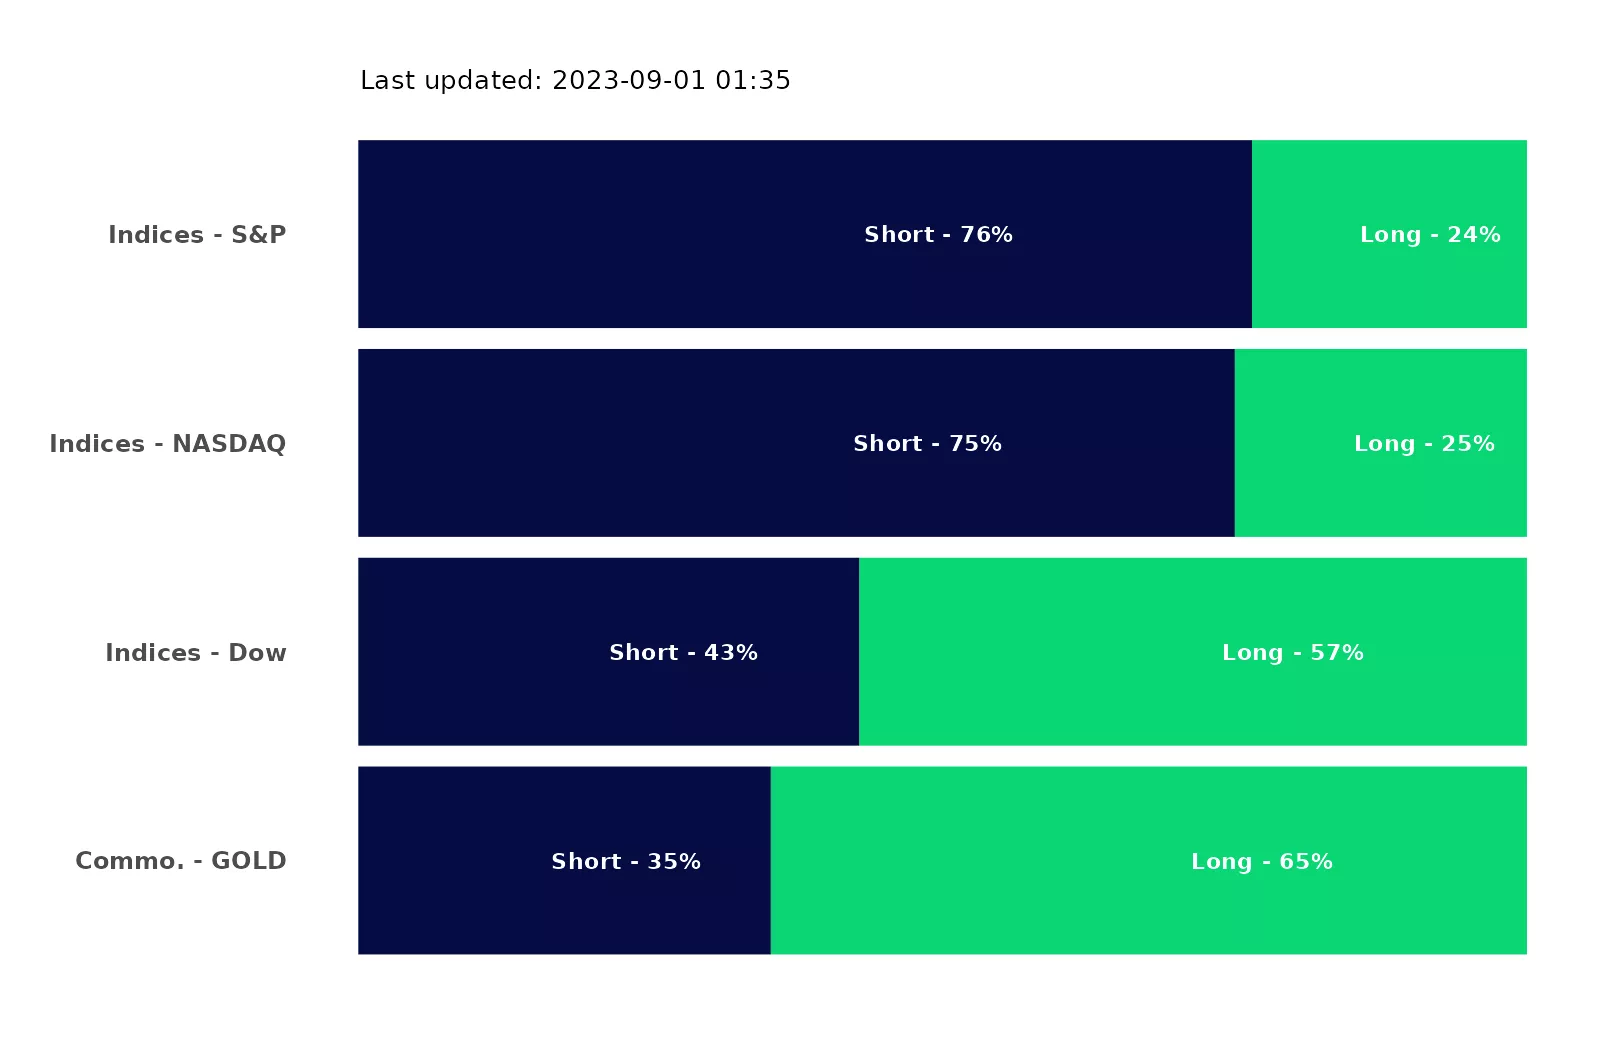 Last updated: 2023-09-01 01:35
Indices - S&P
Short - 76%
Long - 24%
Indices - NASDAQ
Short - 75%
Long - 25%
Indices - Dow
Short - 43%
Long - 57%
Commo. - GOLD
Short - 35%
Long - 65%